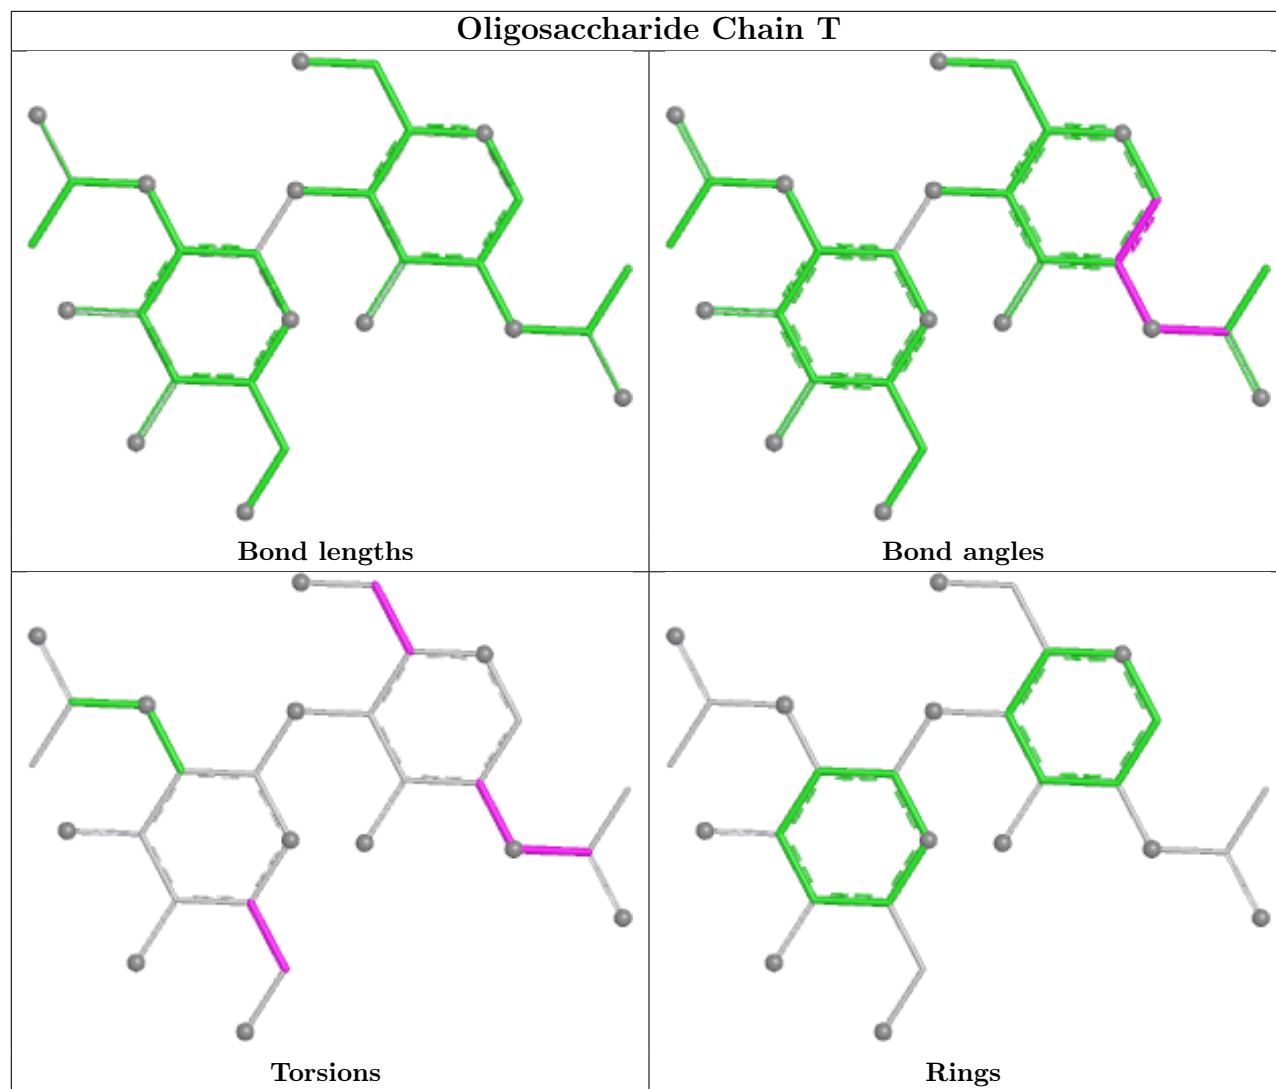 Oligosaccharide Chain T
Bond lengths
Bond angles
Torsions
Rings